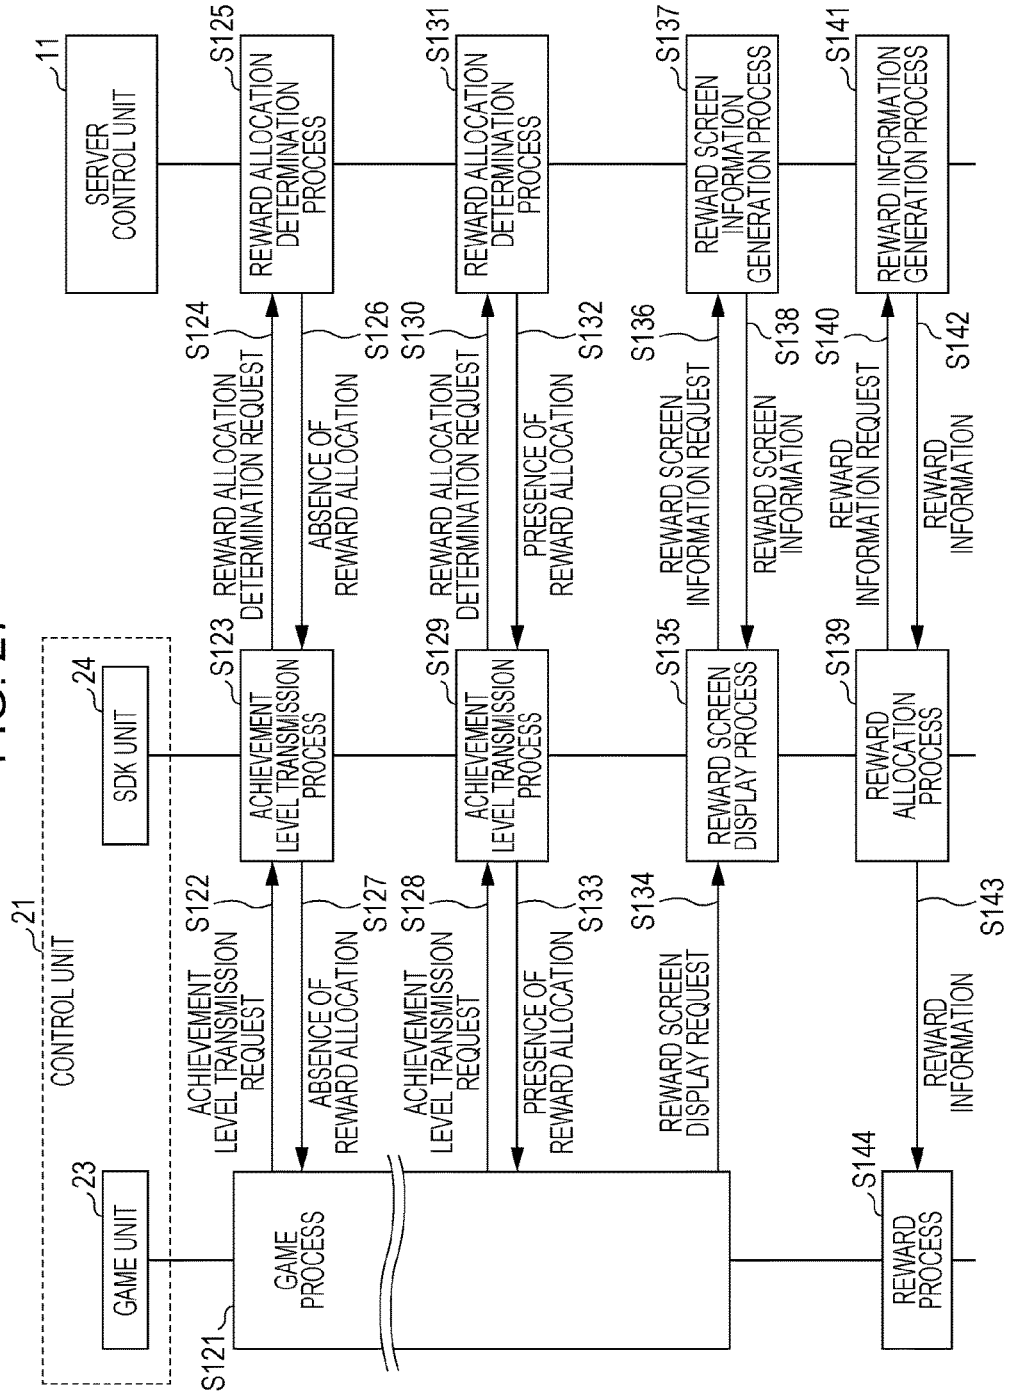 FIG. 27
21
CONTROL UNIT
23
GAME UNIT
24
SDK UNIT
11
SERVER
CONTROL UNIT
S121
GAME
PROCESS
ACHIEVEMENT
LEVEL TRANSMISSION
REQUEST
S122
S123
ACHIEVEMENT
LEVEL TRANSMISSION
PROCESS
REWARD ALLOCATION
DETERMINATION REQUEST
S124
S125
REWARD ALLOCATION
DETERMINATION
PROCESS
ABSENCE OF
REWARD ALLOCATION
S126
ABSENCE OF
REWARD ALLOCATION
S127
ACHIEVEMENT
LEVEL TRANSMISSION
REQUEST
S128
S129
ACHIEVEMENT
LEVEL TRANSMISSION
PROCESS
REWARD ALLOCATION
DETERMINATION REQUEST
S130
S131
REWARD ALLOCATION
DETERMINATION
PROCESS
PRESENCE OF
REWARD ALLOCATION
S132
PRESENCE OF
REWARD ALLOCATION
S133
REWARD SCREEN
DISPLAY REQUEST
S134
S135
REWARD SCREEN
DISPLAY PROCESS
REWARD SCREEN
INFORMATION REQUEST
S136
S137
REWARD SCREEN
INFORMATION
GENERATION PROCESS
REWARD SCREEN
INFORMATION
S138
S139
REWARD
ALLOCATION
PROCESS
REWARD
INFORMATION REQUEST
S140
S141
REWARD INFORMATION
GENERATION PROCESS
REWARD
INFORMATION
S142
REWARD
INFORMATION
S143
S144
REWARD
PROCESS